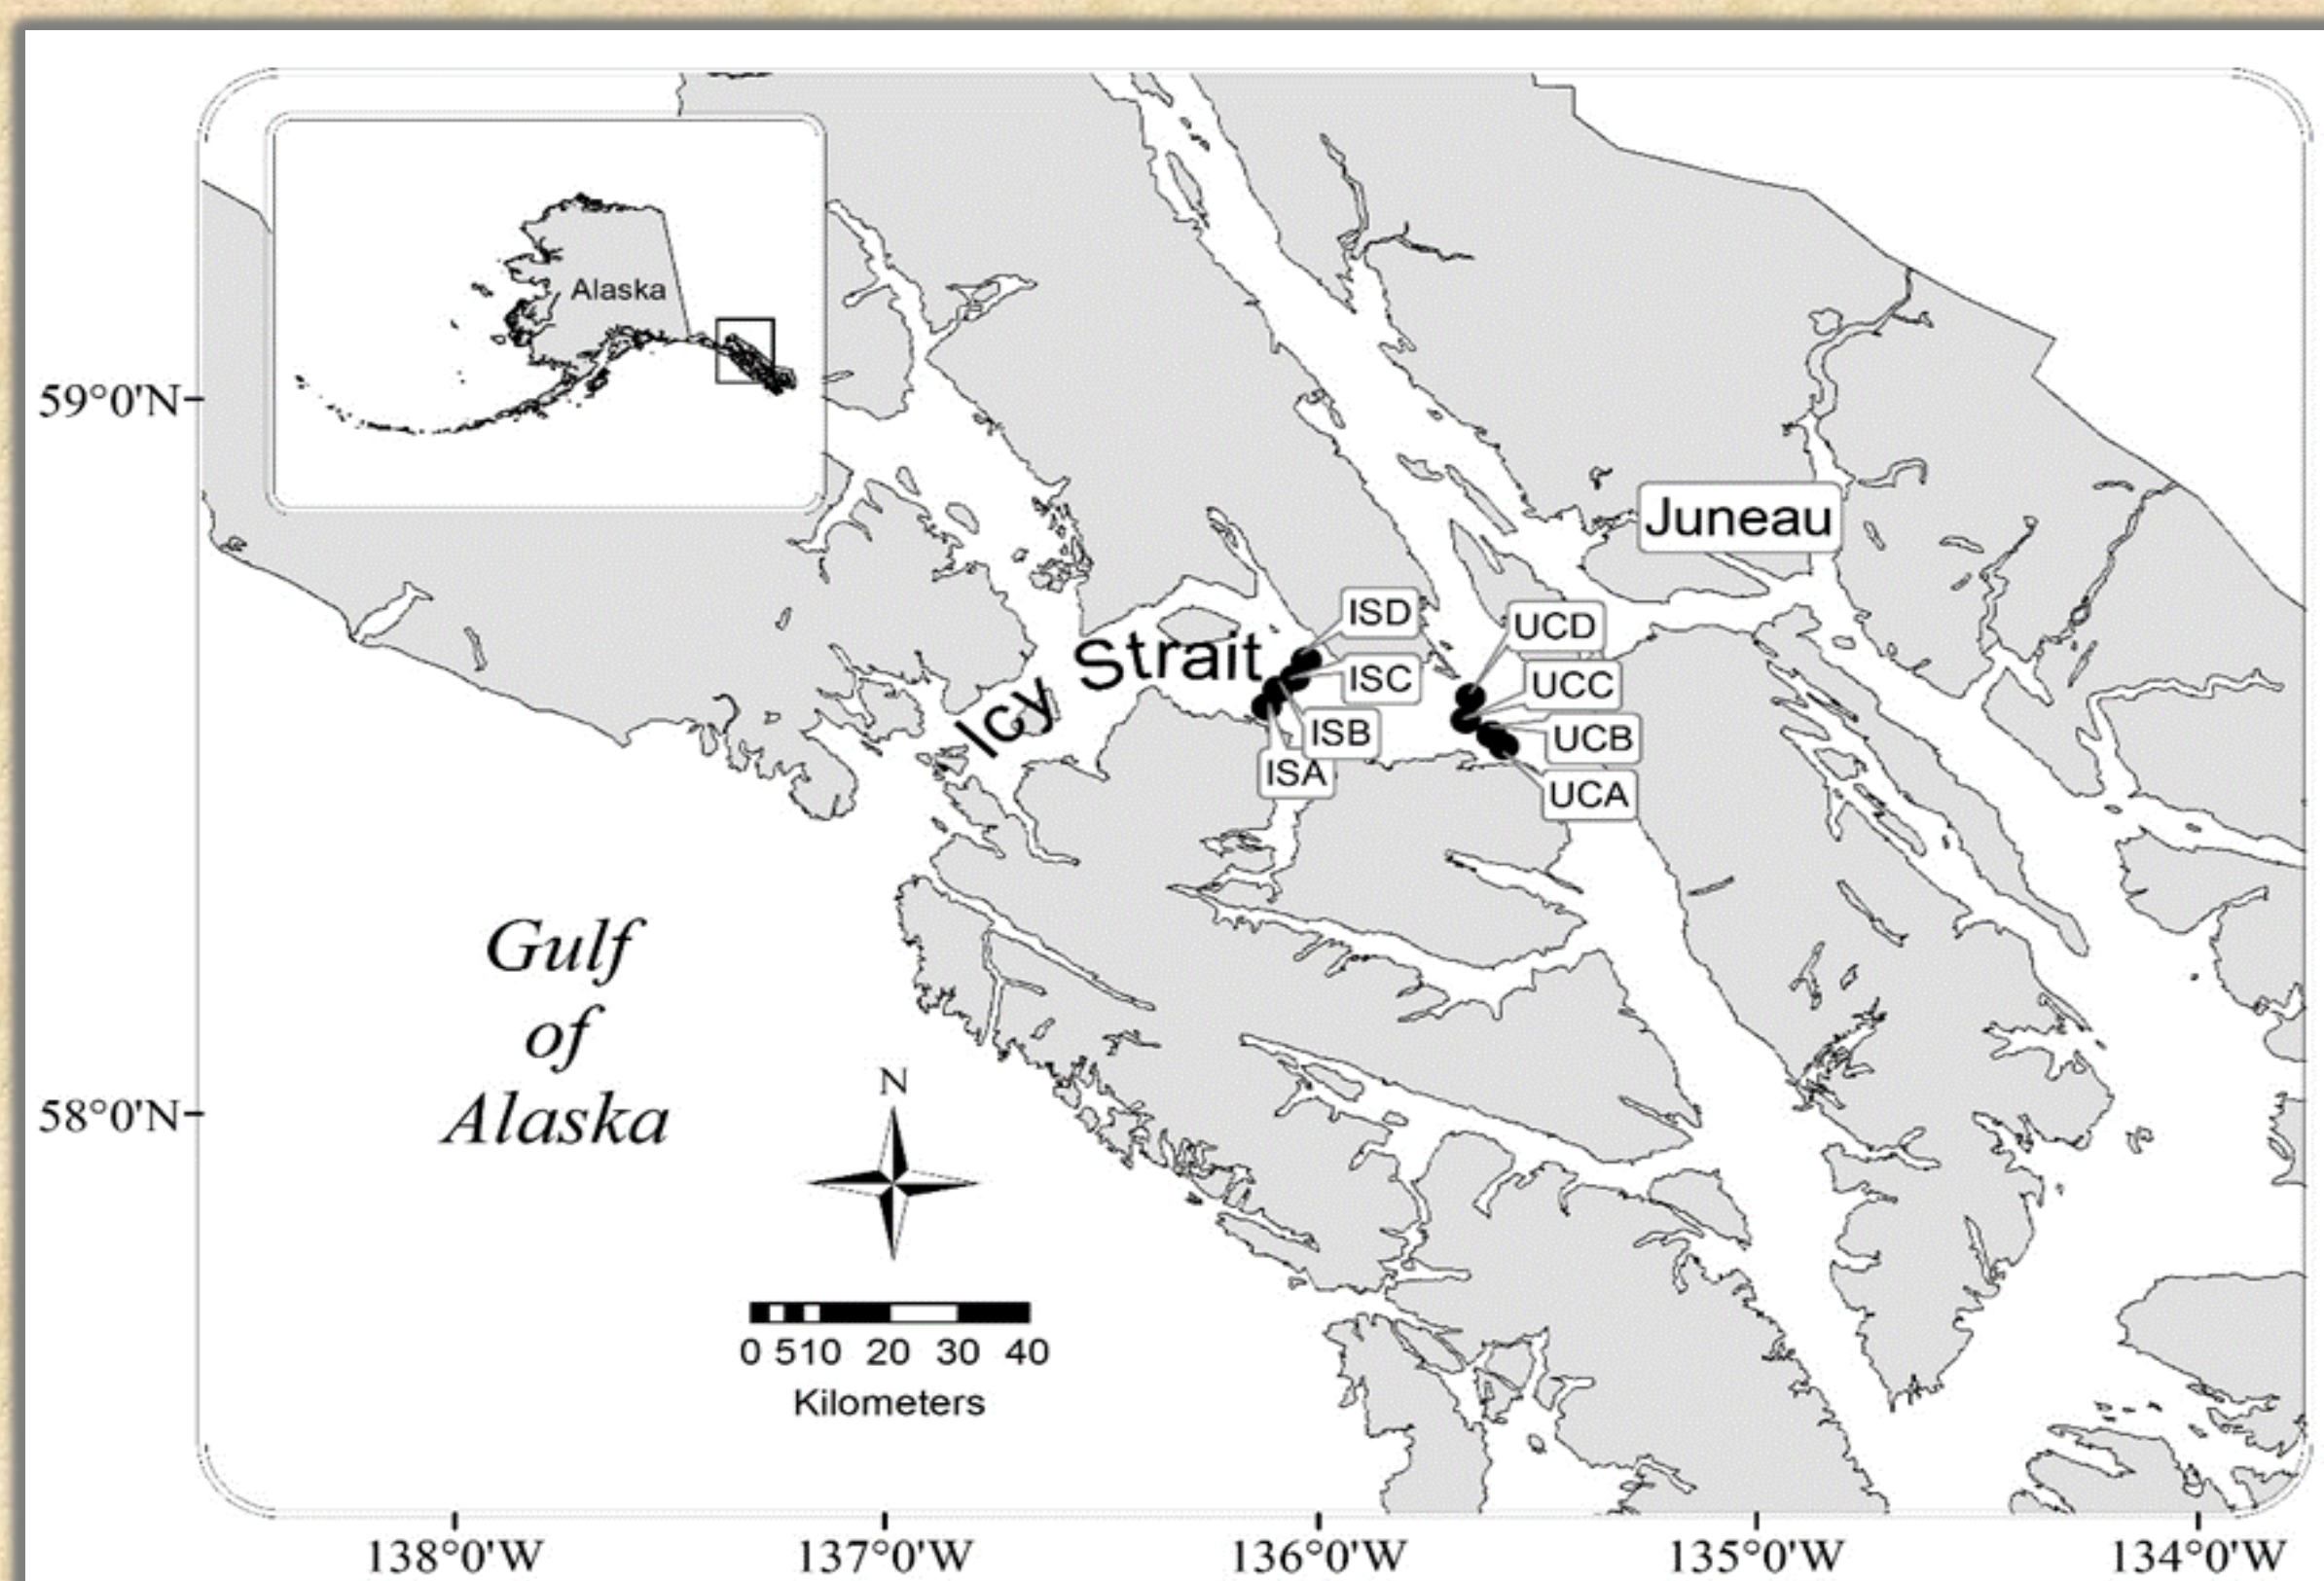 Alaska
59°0'N
Juneau
ISD
UCD
Icy Strait
ISC
UCC
ISB
UCB
ISA
UCA
Gulf
of
Alaska
58°0'N
N
0 5 10 20 30 40
Kilometers
138°0'W 137°0'W 136°0'W 135°0'W 134°0'W